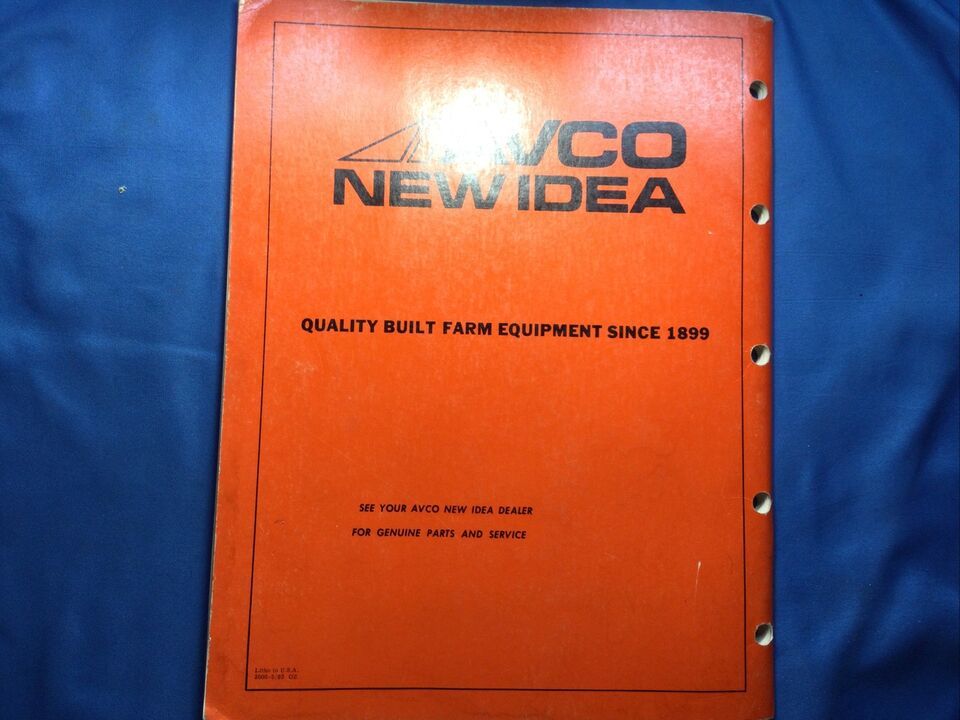 AVCO
NEW IDEA
QUALITY BUILT FARM EQUIPMENT SINCE 1899
SEE YOUR AVCO NEW IDEA DEALER
FOR GENUINE PARTS AND SERVICE
Litho in U.S.A.